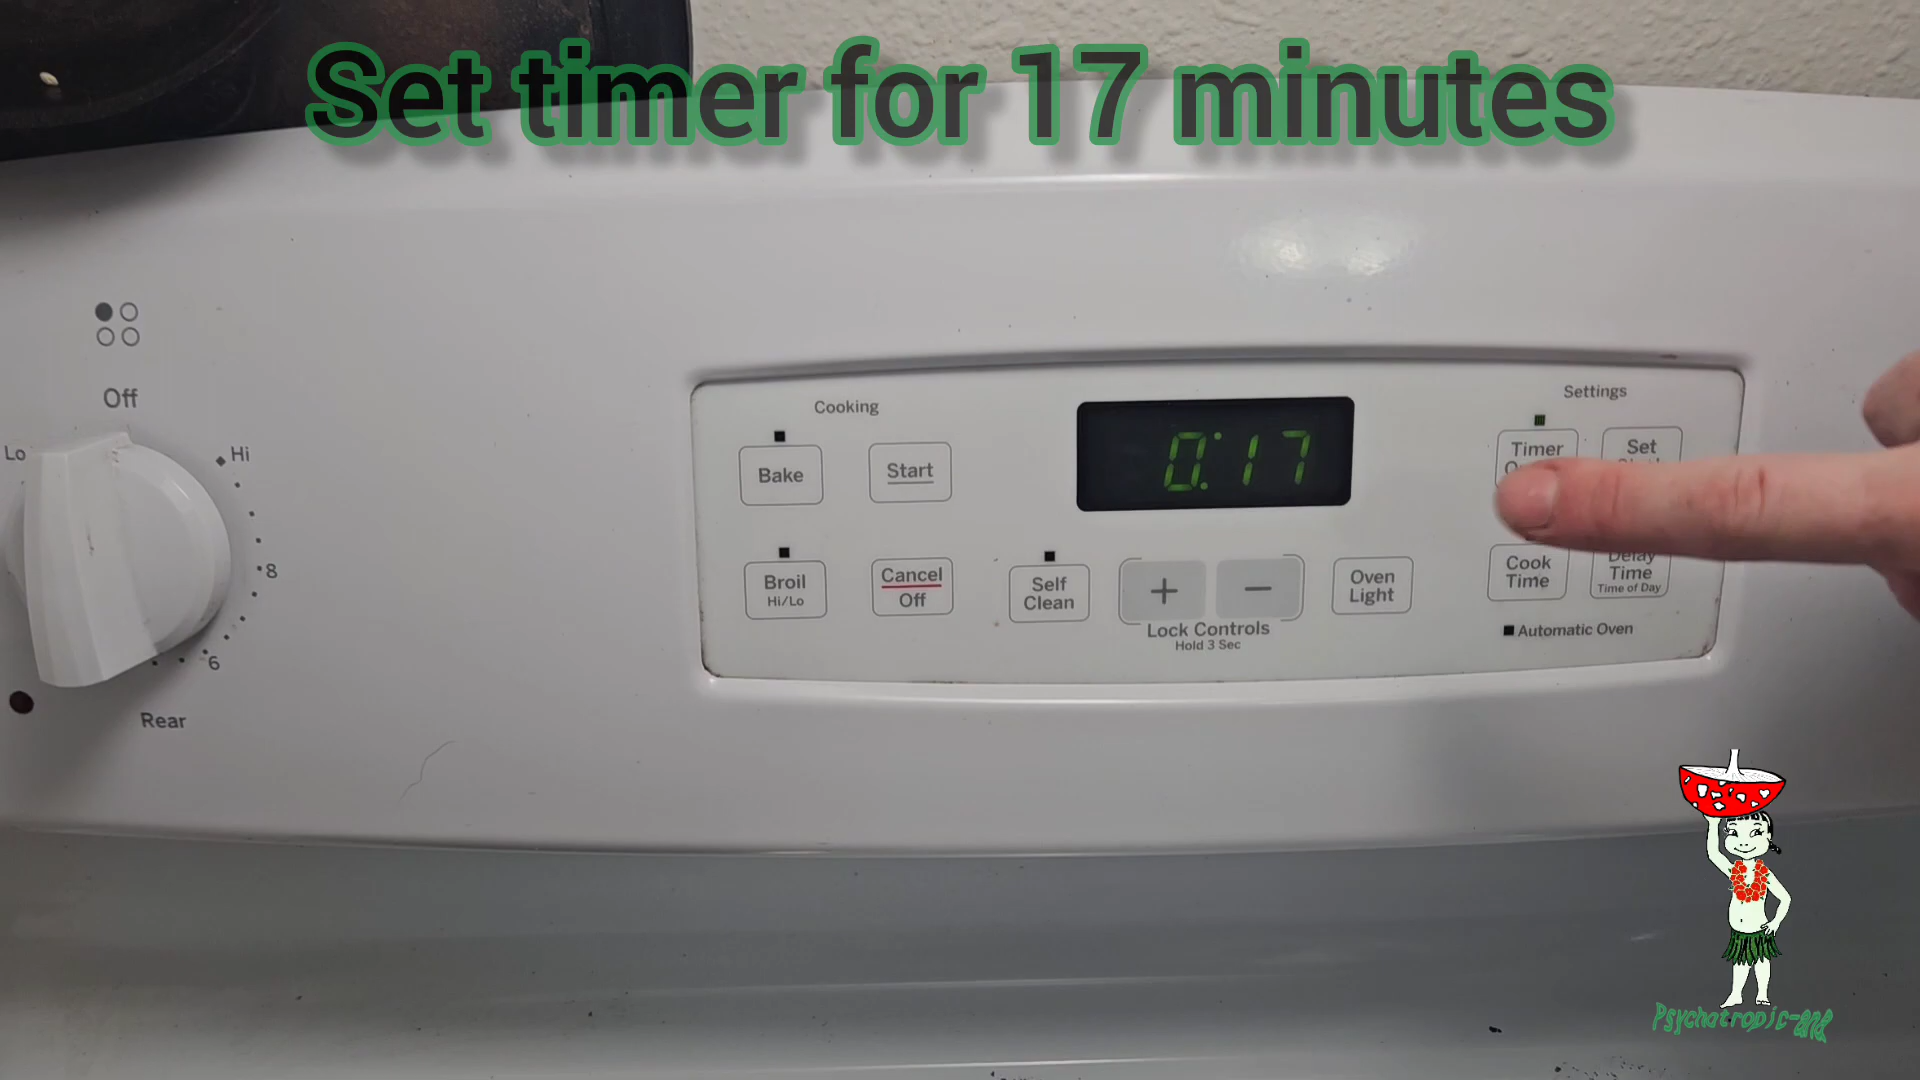 Set timer for 17 minutes
Off
Lo
Hi
8
6
Rear
Cooking
Bake
Start
Broil
Hi/Lo
Cancel
Off
0:17
Self
Clean
+ −
Lock Controls
Hold 3 Sec
Oven
Light
Settings
Timer
Set
Cook
Time
Delay
Time
Time of Day
Automatic Oven